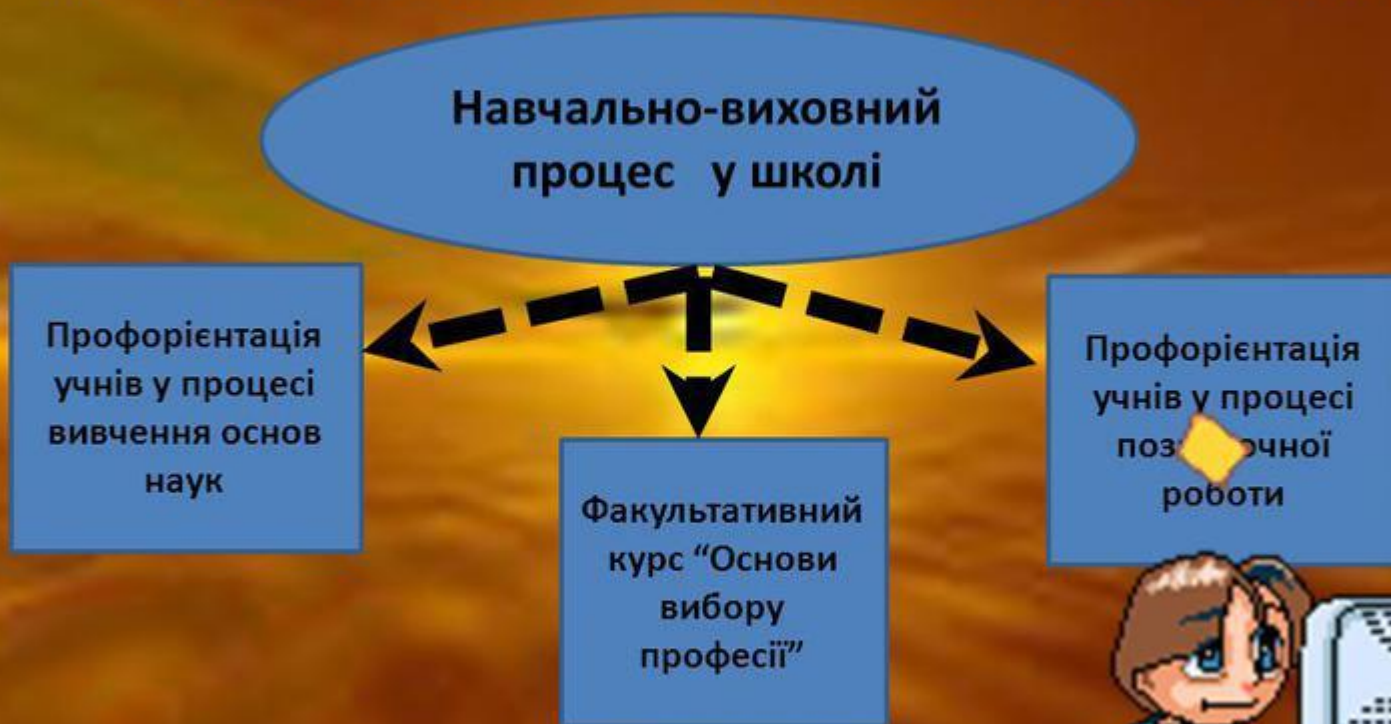 Навчально-виховний
процес у школі
Профорієнтація
учнів у процесі
вивчення основ
наук
Факультативний
курс “Основи
вибору
професії”
Профорієнтація
учнів у процесі
роботи